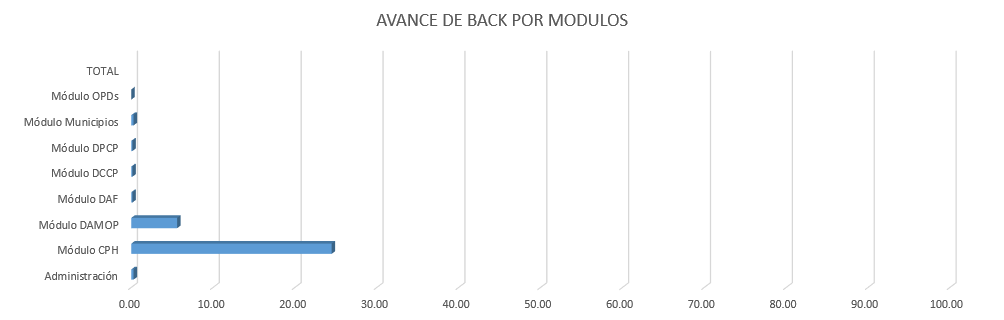 AVANCE DE BACK POR MODULOS
TOTAL
Módulo OPDs
Módulo Municipios
Módulo DPCP
Módulo DCCP
Módulo DAF
Módulo DAMOP
Módulo CPH
Administración
0.00 10.00 20.00 30.00 40.00 50.00 60.00 70.00 80.00 90.00 100.00